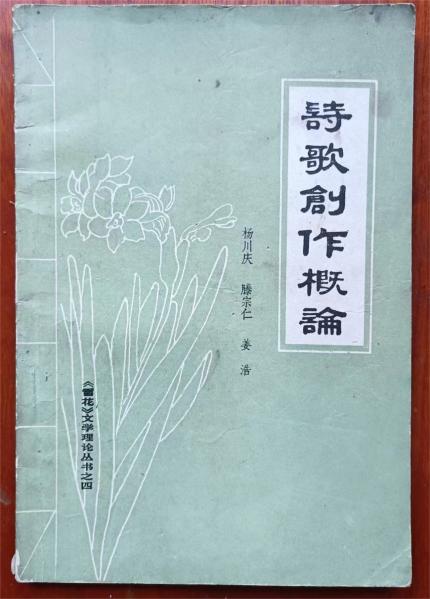 詩歌創作概論
杨川庆 滕宗仁 姜浩
《雪花》文学理论丛书之四